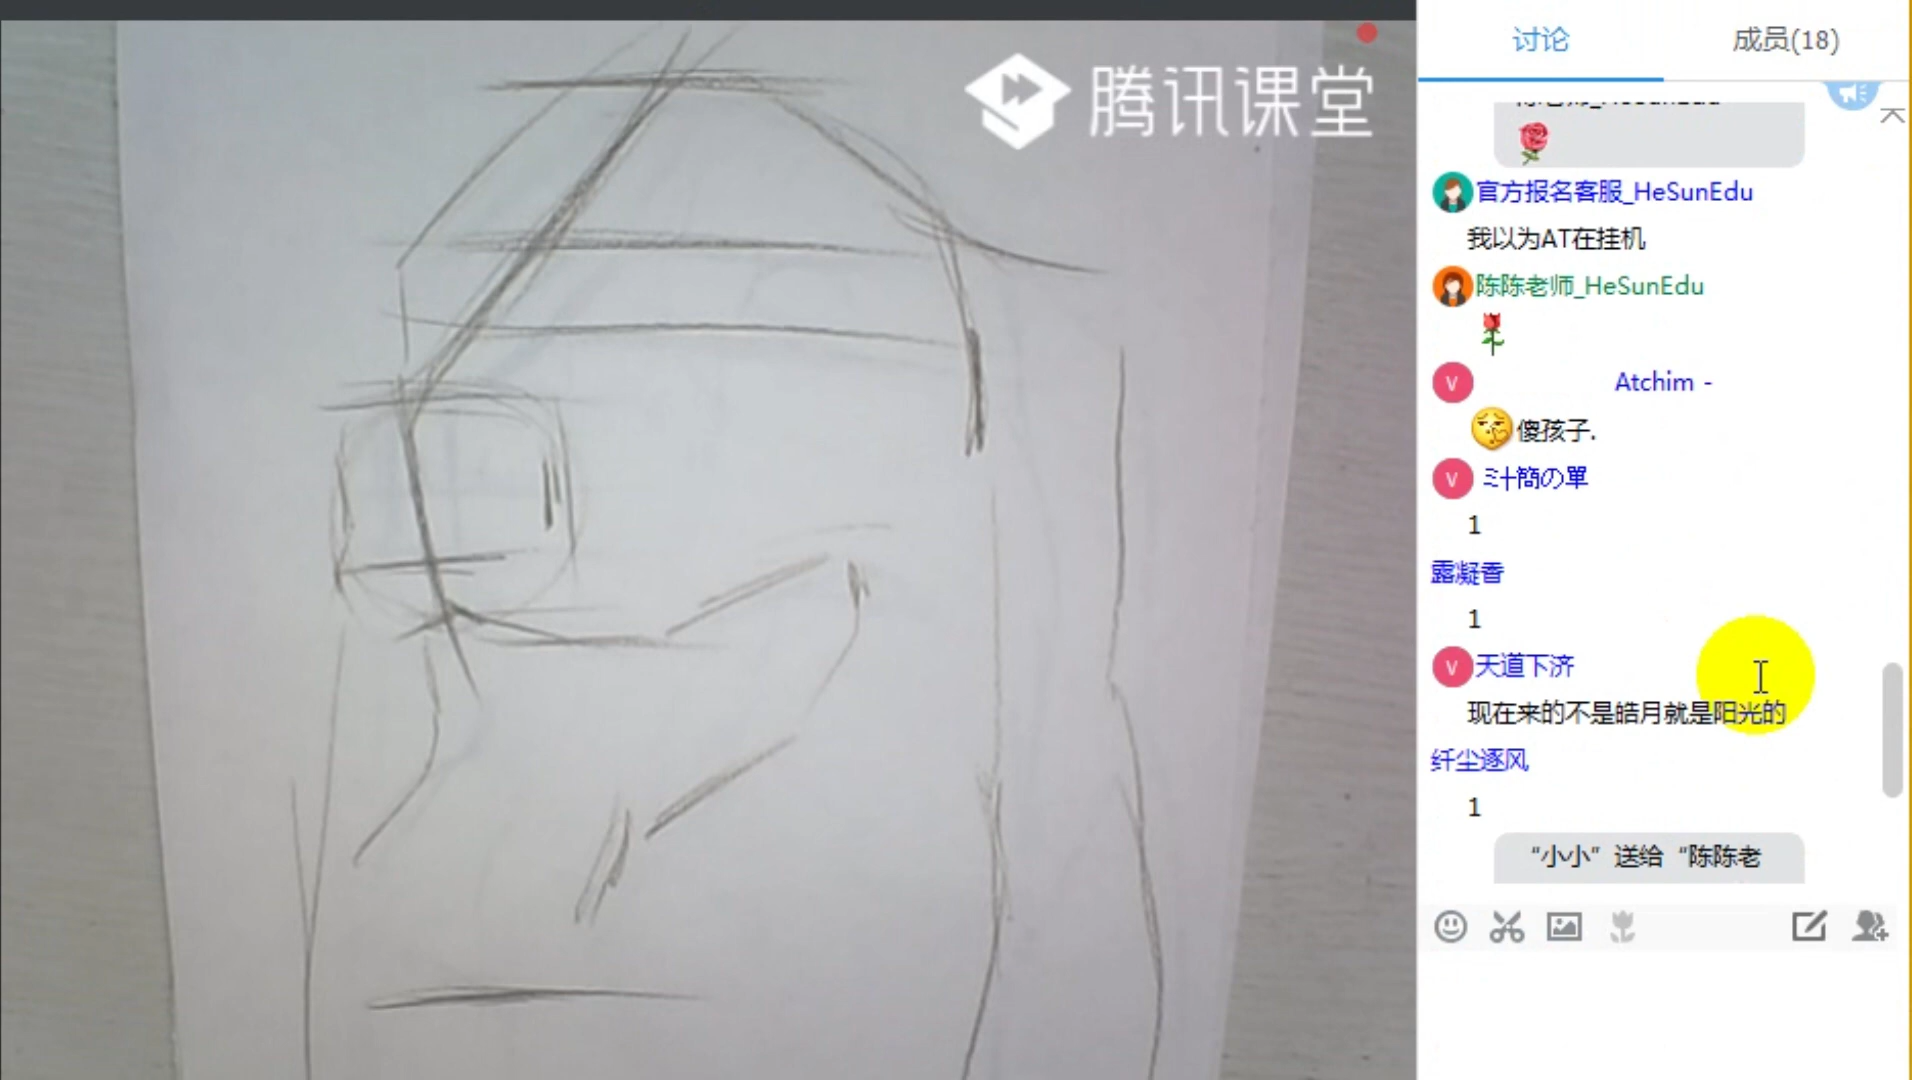 腾讯课堂
讨论
成员(18)
官方报名客服_HeSunEdu
我以为AT在挂机
陈陈老师_HeSunEdu
Atchim -
傻孩子.
1
露凝香
1
天道下济
现在来的不是皓月就是阳光的
纤尘逐风
1
“小小”送给“陈陈老